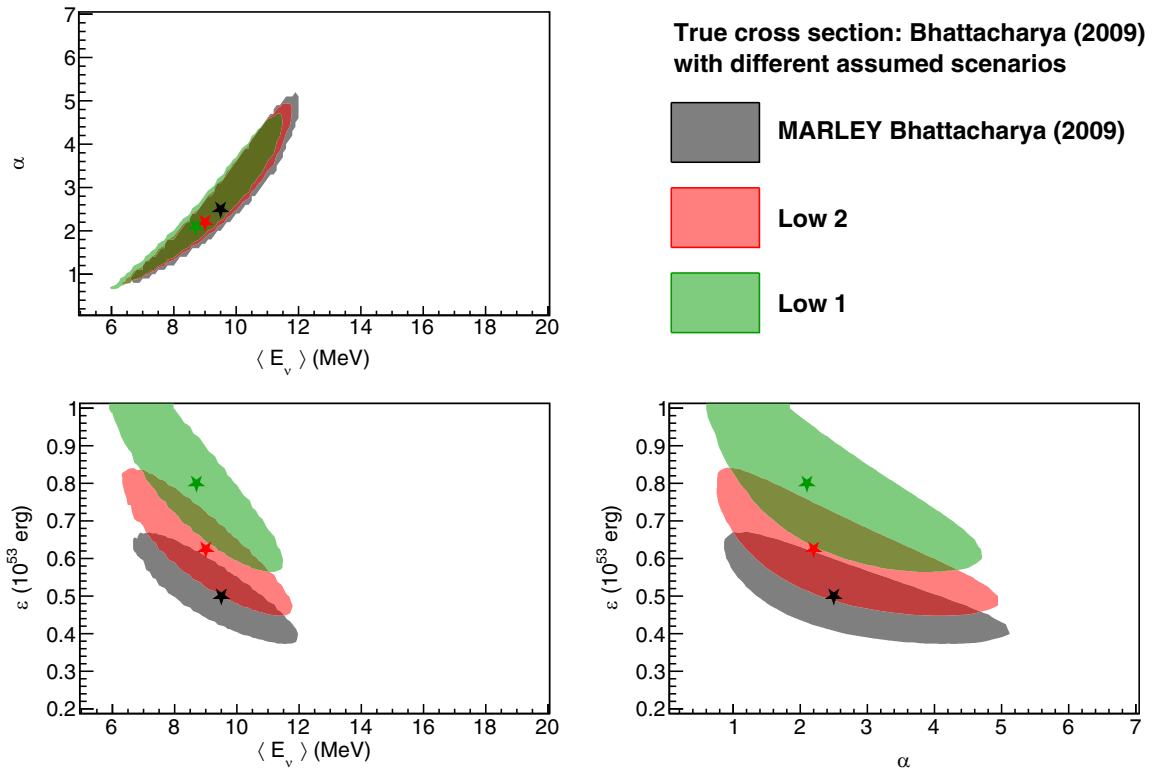 7
6
5
4
3
2
1
α
6 8 10 12 14 16 18 20
⟨ E_ν ⟩ (MeV)
True cross section: Bhattacharya (2009)
with different assumed scenarios
MARLEY Bhattacharya (2009)
Low 2
Low 1
1
0.9
0.8
0.7
0.6
0.5
0.4
0.3
0.2
ε (10^53 erg)
6 8 10 12 14 16 18 20
⟨ E_ν ⟩ (MeV)
1
0.9
0.8
0.7
0.6
0.5
0.4
0.3
0.2
ε (10^53 erg)
1 2 3 4 5 6 7
α